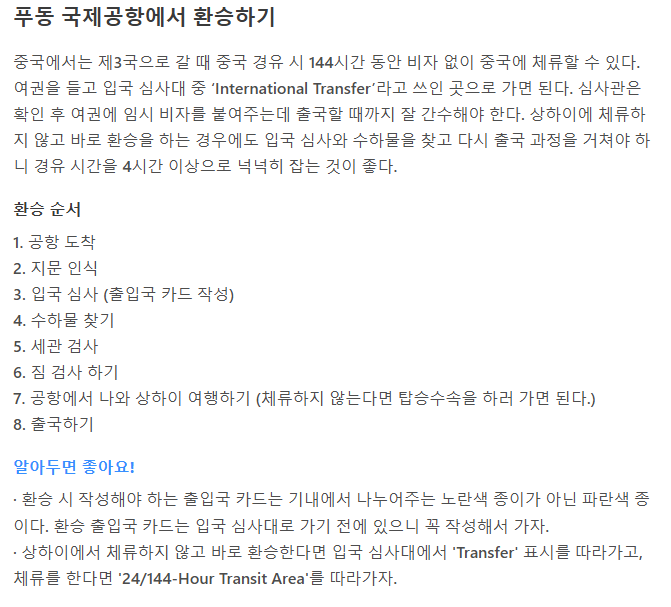 푸동 국제공항에서 환승하기
중국에서는 제3국으로 갈 때 중국 경유 시 144시간 동안 비자 없이 중국에 체류할 수 있다.
여권을 들고 입국 심사대 중 ‘International Transfer’라고 쓰인 곳으로 가면 된다. 심사관은
확인 후 여권에 임시 비자를 붙여주는데 출국할 때까지 잘 간수해야 한다. 상하이에 체류하
지 않고 바로 환승을 하는 경우에도 입국 심사와 수하물을 찾고 다시 출국 과정을 거쳐야 하
니 경유 시간을 4시간 이상으로 넉넉히 잡는 것이 좋다.
환승 순서
1. 공항 도착
2. 지문 인식
3. 입국 심사 (출입국 카드 작성)
4. 수하물 찾기
5. 세관 검사
6. 짐 검사 하기
7. 공항에서 나와 상하이 여행하기 (체류하지 않는다면 탑승수속을 하러 가면 된다.)
8. 출국하기
알아두면 좋아요!
· 환승 시 작성해야 하는 출입국 카드는 기내에서 나누어주는 노란색 종이가 아닌 파란색 종
이다. 환승 출입국 카드는 입국 심사대로 가기 전에 있으니 꼭 작성해서 가자.
· 상하이에서 체류하지 않고 바로 환승한다면 입국 심사대에서 'Transfer' 표시를 따라가고,
체류를 한다면 '24/144-Hour Transit Area'를 따라가자.